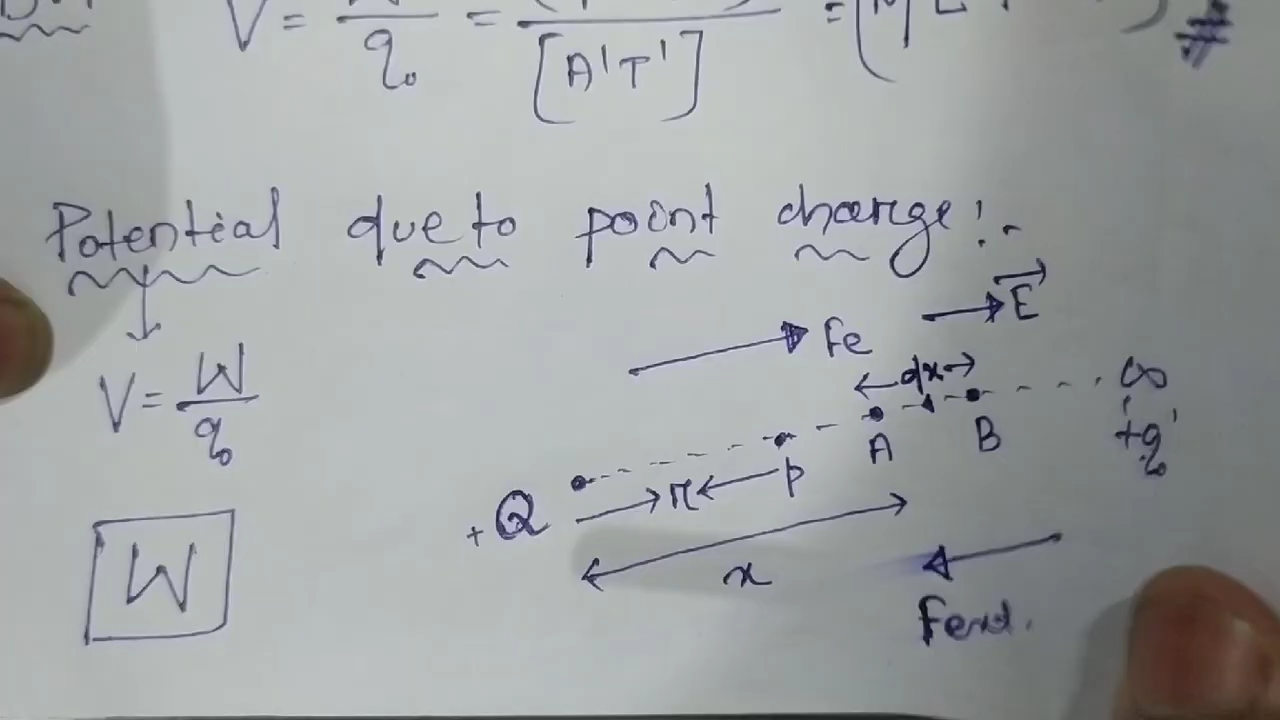 V = W/q₀ = [A¹T¹]
Potential due to point charge :-
V = W/q₀
Fe
E
dx
∞
A
B
+q₀
+Q
r
p
x
W
Fext.